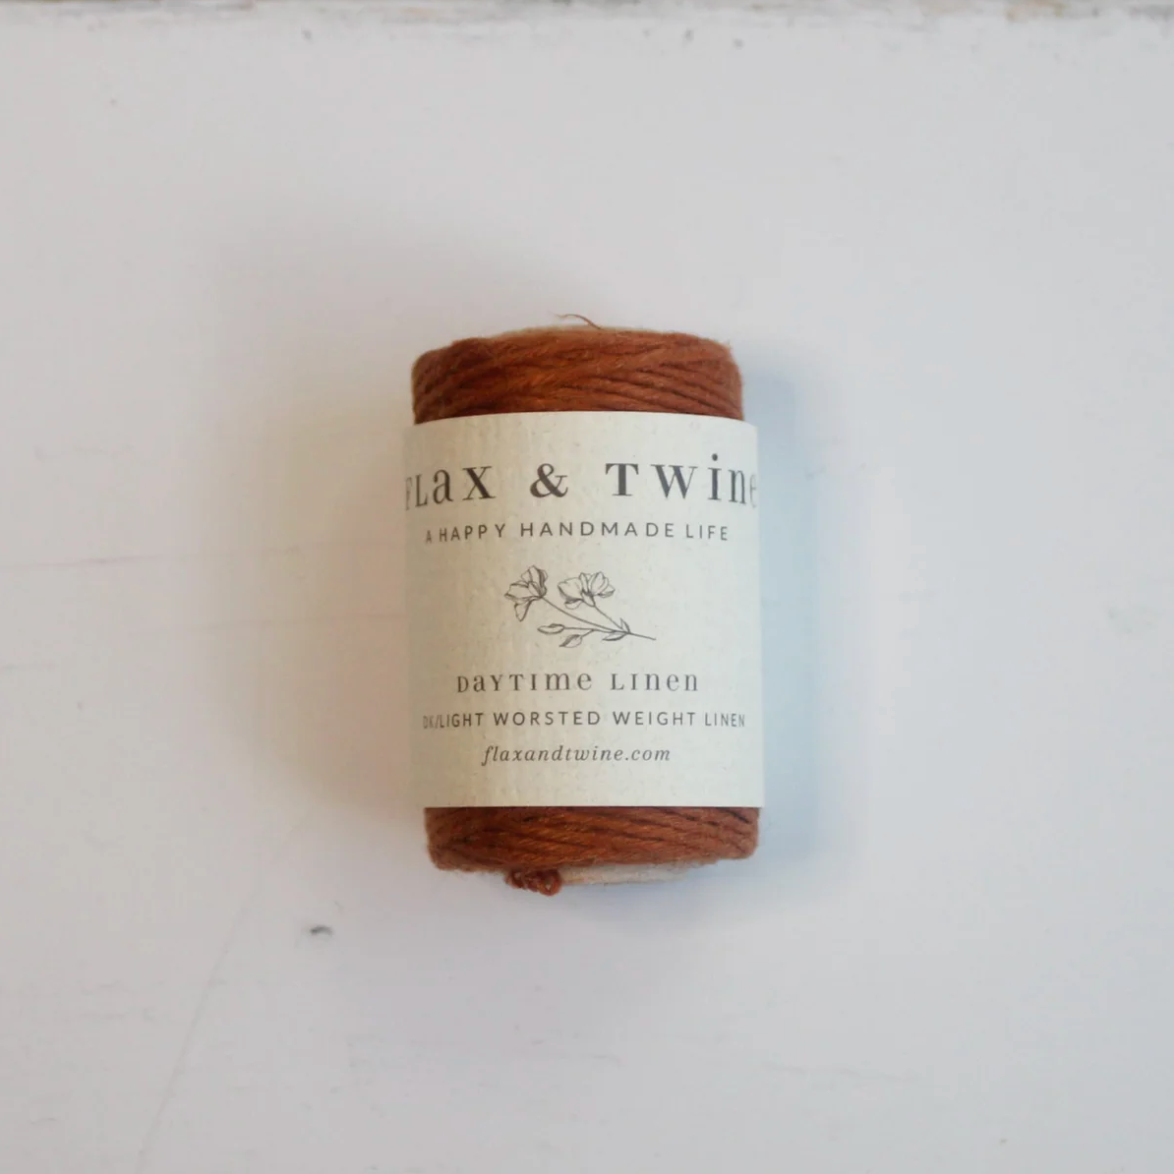 FLax & TWine
A HAPPY HANDMADE LIFE
DaYTIme LInen
DK/LIGHT WORSTED WEIGHT LINEN
flaxandtwine.com